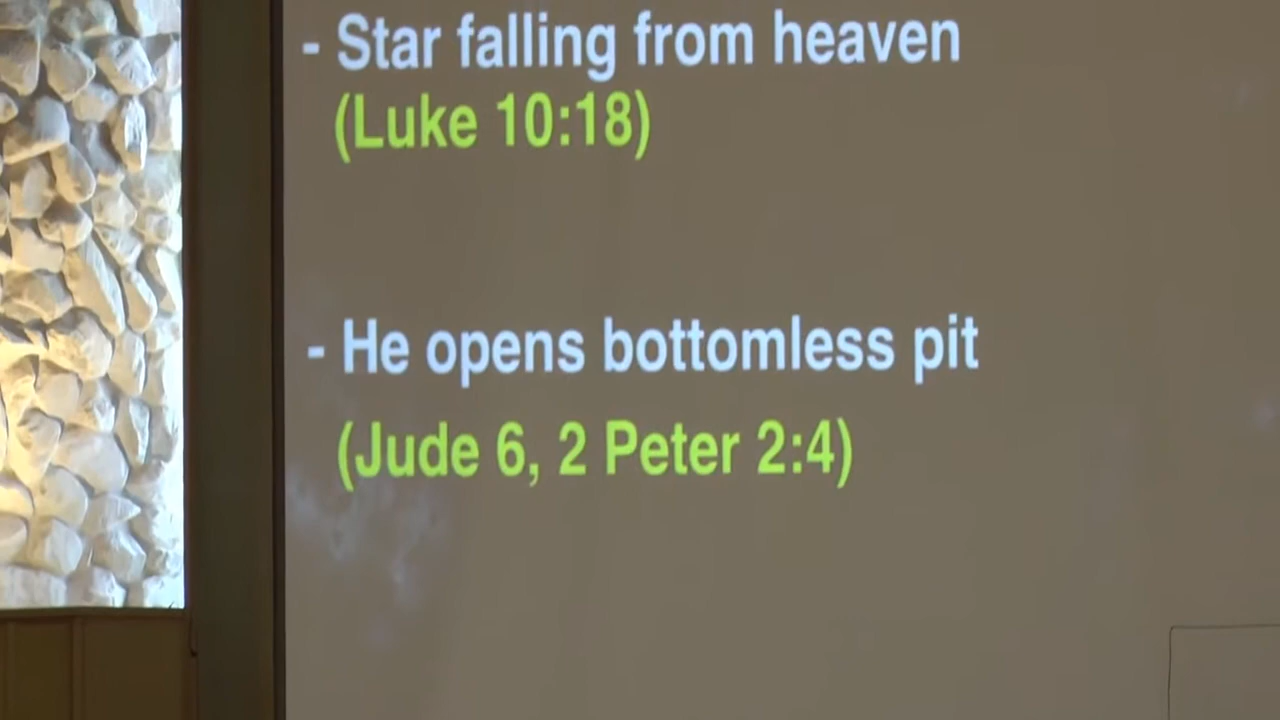 - Star falling from heaven
(Luke 10:18)
- He opens bottomless pit
(Jude 6, 2 Peter 2:4)